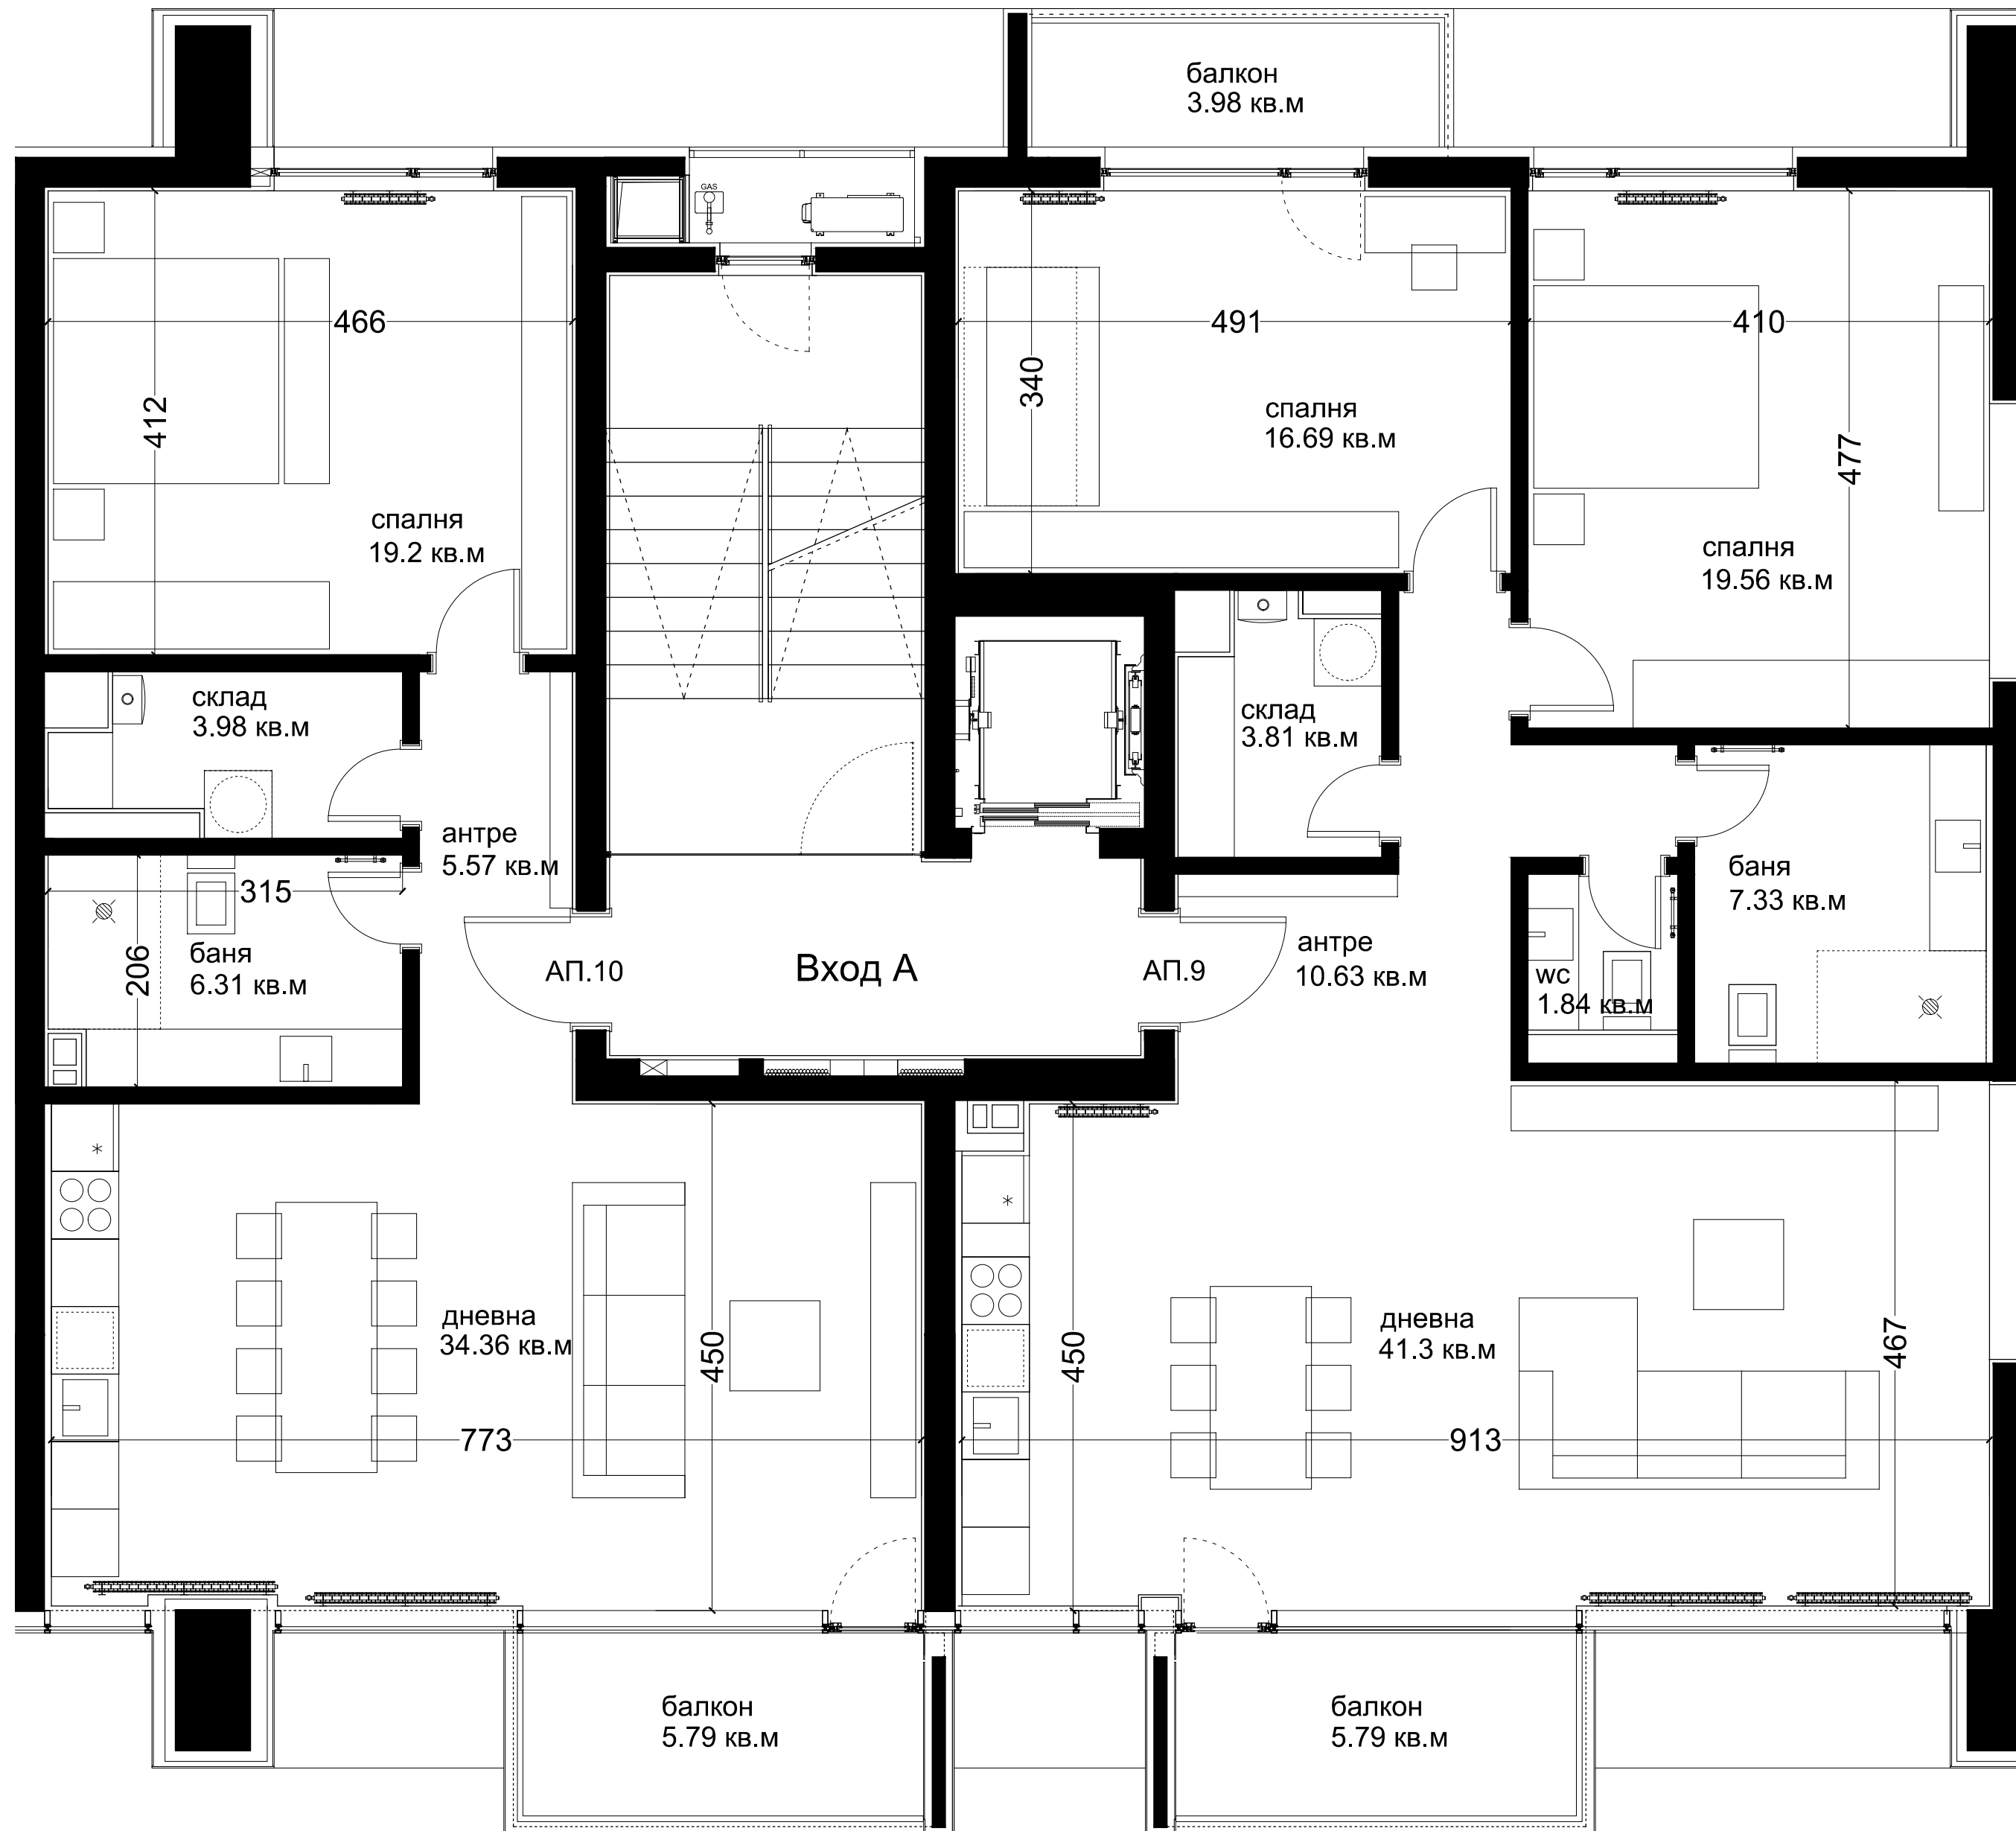 балкон
3.98 кв.м
GAS
466
412
спалня
19.2 кв.м
491
340
спалня
16.69 кв.м
410
477
спалня
19.56 кв.м
склад
3.98 кв.м
склад
3.81 кв.м
антре
5.57 кв.м
315
206
баня
6.31 кв.м
АП.10
Вход А
АП.9
антре
10.63 кв.м
wc
1.84 кв.м
баня
7.33 кв.м
дневна
34.36 кв.м
450
773
450
дневна
41.3 кв.м
467
913
балкон
5.79 кв.м
балкон
5.79 кв.м